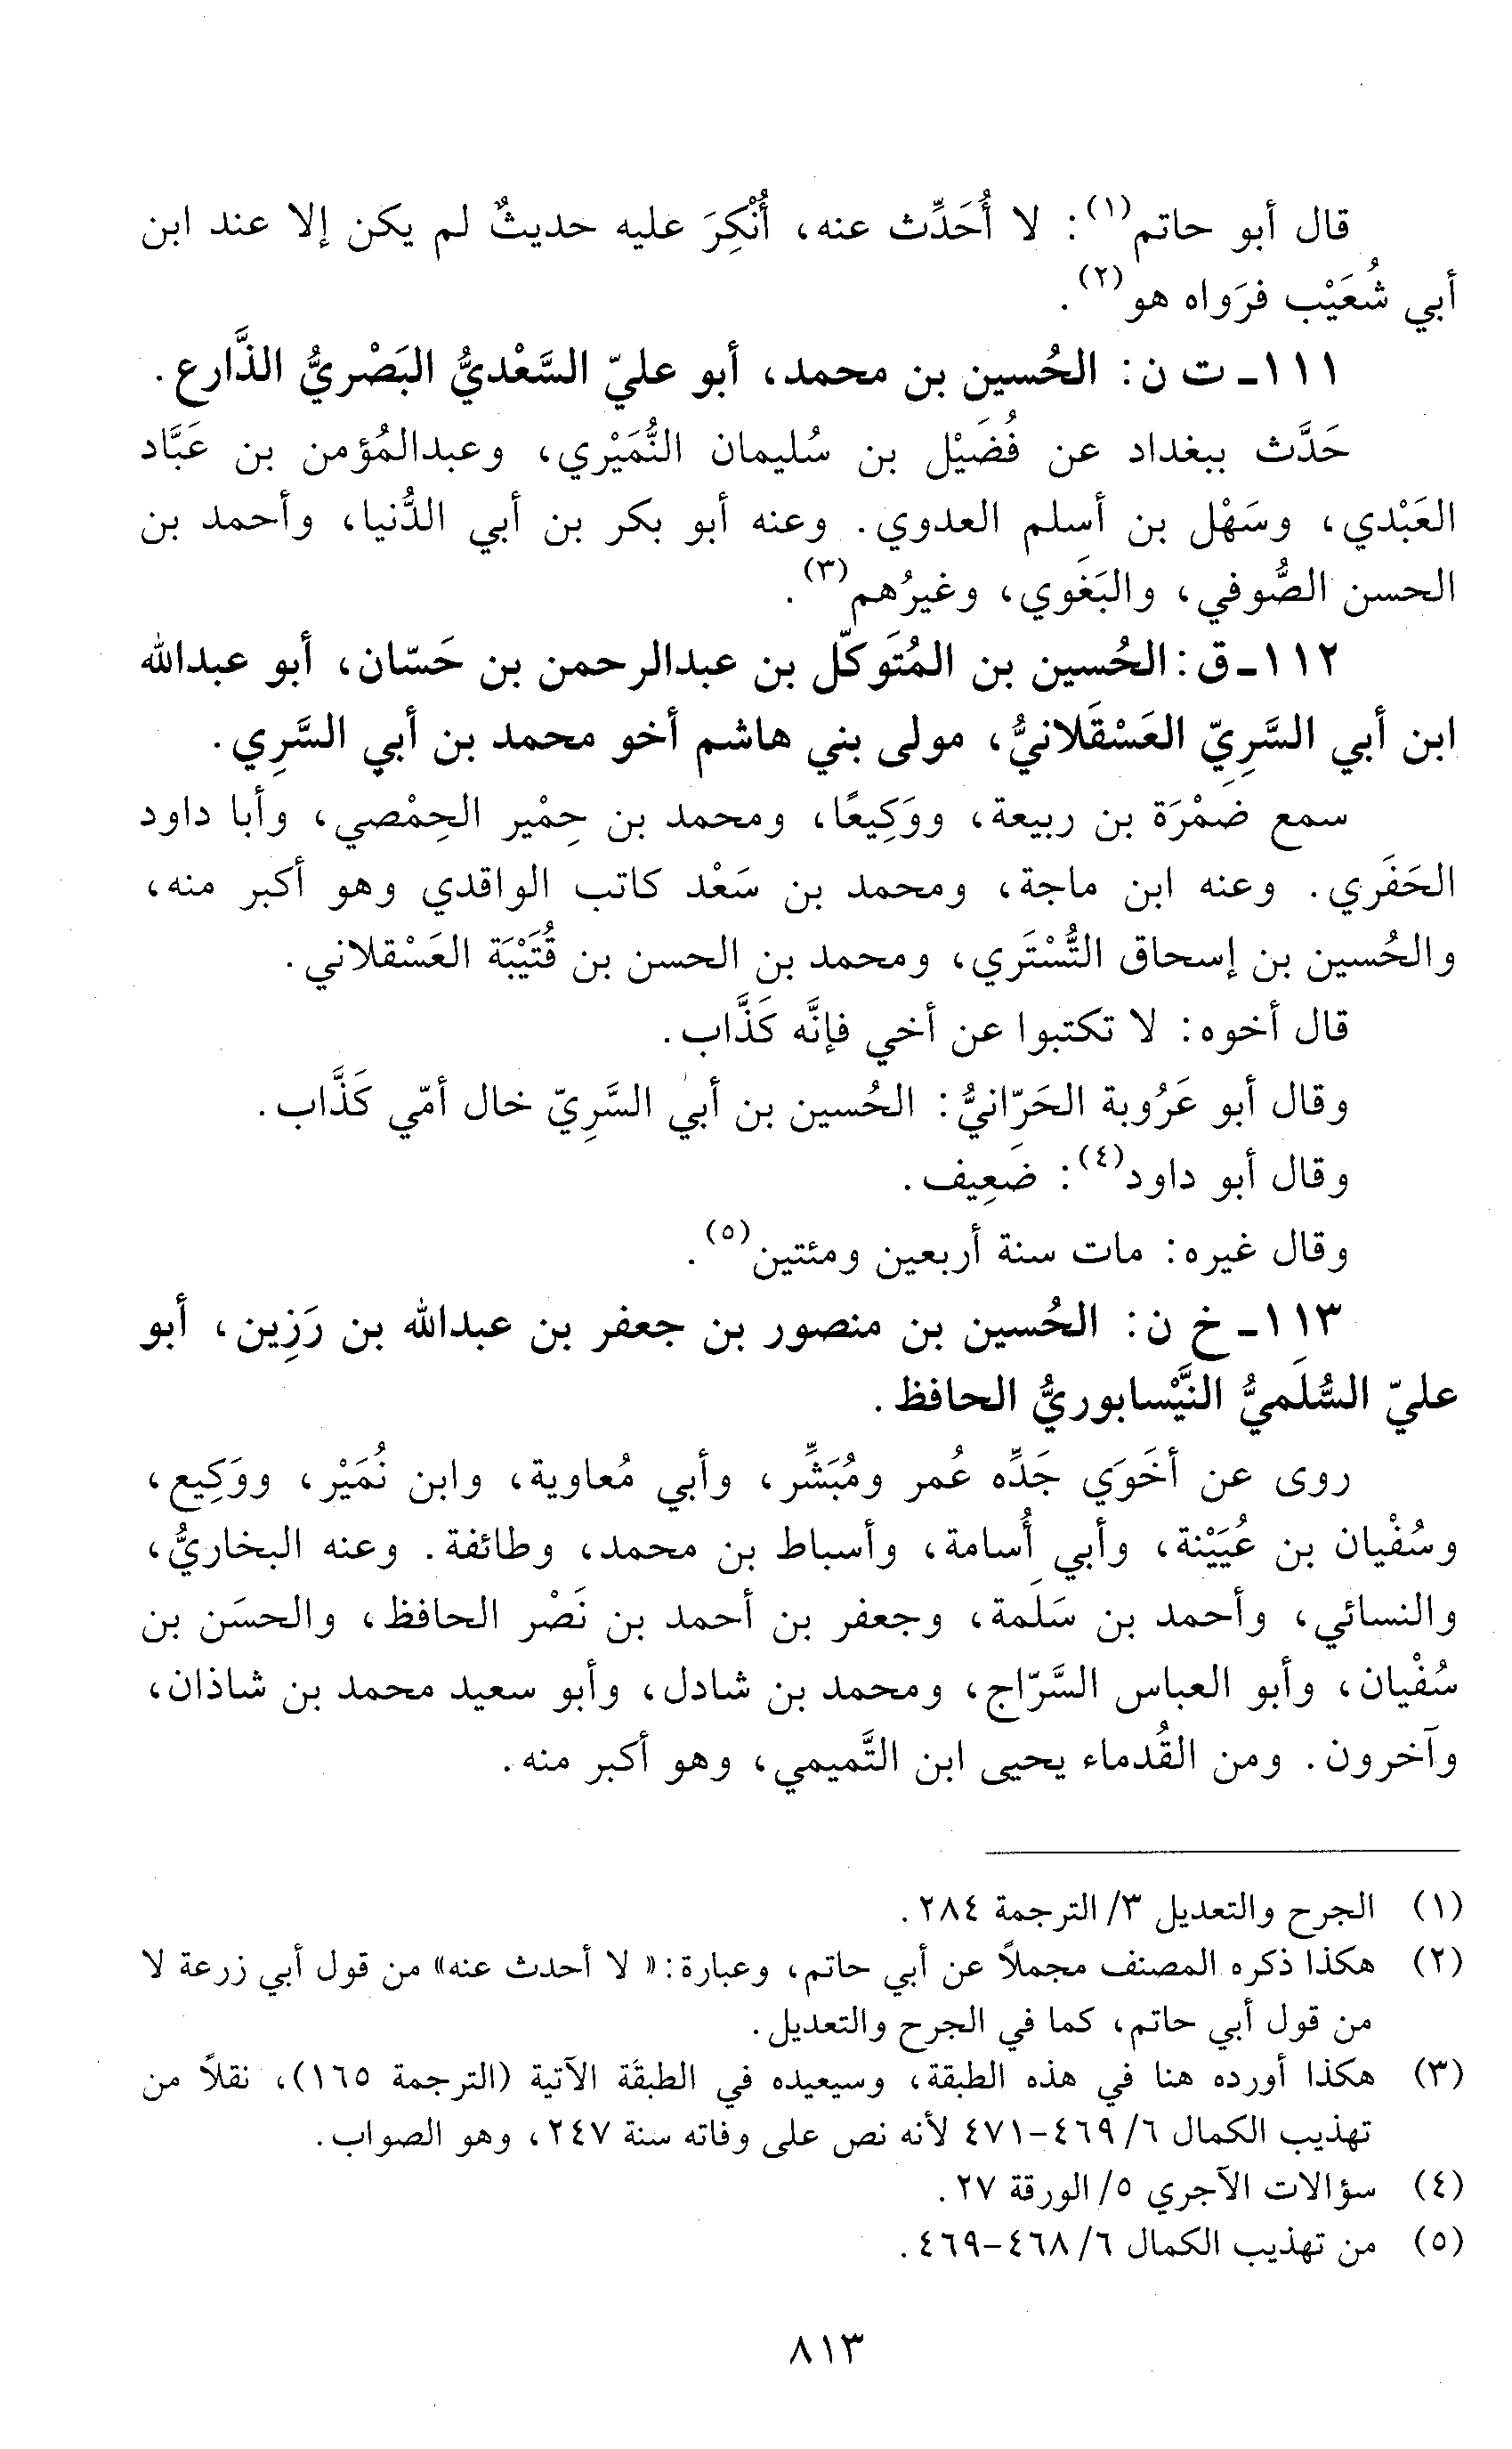 قال أبو حاتم(١): لا أُحَدِّث عنه، أُنْكِرَ عليه حديثٌ لم يكن إلا عند ابن
أبي شُعَيْب فرَواه هو(٢).
١١١ـ ت ن: الحُسين بن محمد، أبو عليّ السَّعْديُّ البَصْريُّ الذَّارع.
حَدَّث ببغداد عن فُضَيْل بن سُليمان النُّمَيْري، وعبدالمُؤمن بن عَبَّاد
العَبْدي، وسَهْل بن أسلم العدوي. وعنه أبو بكر بن أبي الدُّنيا، وأحمد بن
الحسن الصُّوفي، والبَغَوي، وغيرُهم(٣).
١١٢ـ ق: الحُسين بن المُتَوكّل بن عبدالرحمن بن حَسّان، أبو عبدالله
ابن أبي السَّرِيّ العَسْقَلانيُّ، مولى بني هاشم أخو محمد بن أبي السَّرِي.
سمع ضَمْرَة بن ربيعة، ووَكِيعًا، ومحمد بن حِمْير الحِمْصي، وأبا داود
الحَفَري. وعنه ابن ماجة، ومحمد بن سَعْد كاتب الواقدي وهو أكبر منه،
والحُسين بن إسحاق التُّسْتَري، ومحمد بن الحسن بن قُتَيْبَة العَسْقلاني.
قال أخوه: لا تكتبوا عن أخي فإنَّه كَذَّاب.
وقال أبو عَرُوبة الحَرّانيُّ: الحُسين بن أبي السَّرِيّ خال أمّي كَذَّاب.
وقال أبو داود(٤): ضَعِيف.
وقال غيره: مات سنة أربعين ومئتين(٥).
١١٣ـ خ ن: الحُسين بن منصور بن جعفر بن عبدالله بن رَزِين، أبو
عليّ السُّلَميُّ النَّيْسابوريُّ الحافظ.
روى عن أخَوَي جَدِّه عُمر ومُبَشِّر، وأبي مُعاوية، وابن نُمَيْر، ووَكِيع،
وسُفْيان بن عُيَيْنة، وأبي أُسامة، وأسباط بن محمد، وطائفة. وعنه البخاريُّ،
والنسائي، وأحمد بن سَلَمة، وجعفر بن أحمد بن نَصْر الحافظ، والحسَن بن
سُفْيان، وأبو العباس السَّرّاج، ومحمد بن شادل، وأبو سعيد محمد بن شاذان،
وآخرون. ومن القُدماء يحيى ابن التَّميمي، وهو أكبر منه.
(١) الجرح والتعديل ٣/ الترجمة ٢٨٤.
(٢) هكذا ذكره المصنف مجملاً عن أبي حاتم، وعبارة: «لا أحدث عنه» من قول أبي زرعة لا
من قول أبي حاتم، كما في الجرح والتعديل.
(٣) هكذا أورده هنا في هذه الطبقة، وسيعيده في الطبقة الآتية (الترجمة ١٦٥)، نقلاً من
تهذيب الكمال ٦/ ٤٦٩-٤٧١ لأنه نص على وفاته سنة ٢٤٧، وهو الصواب.
(٤) سؤالات الآجري ٥/ الورقة ٢٧.
(٥) من تهذيب الكمال ٦/ ٤٦٨-٤٦٩.
٨١٣